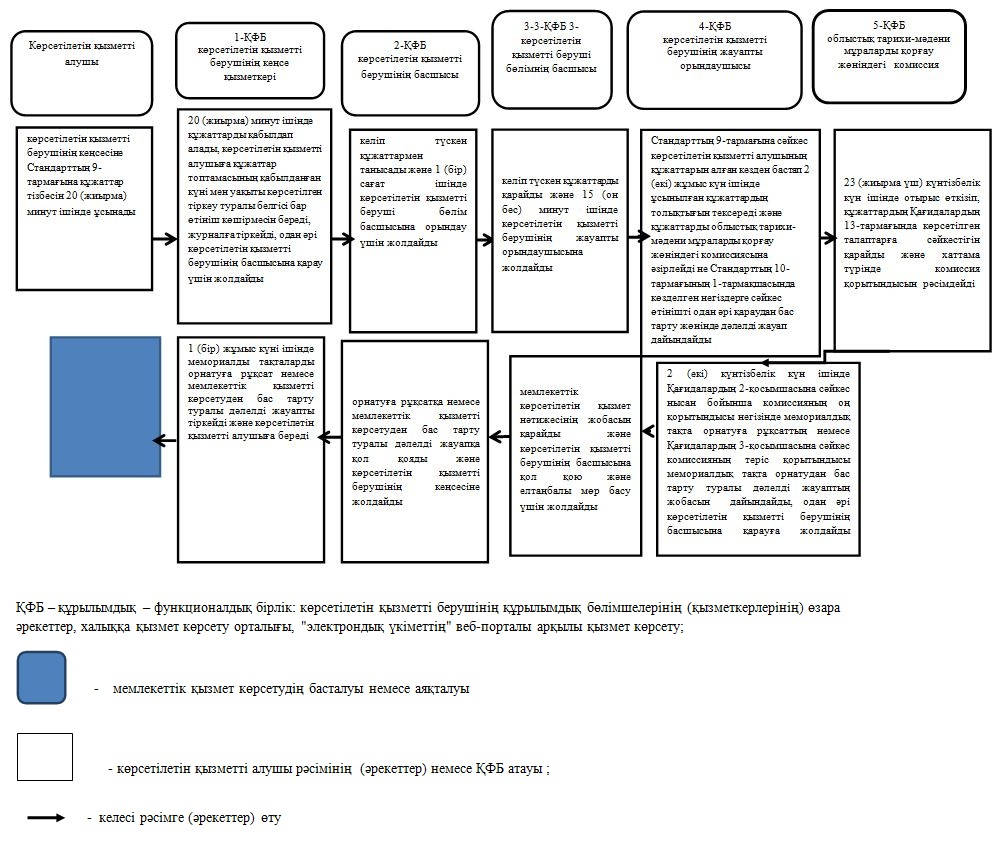 Көрсетілетін қызметті
алушы
1-ҚФБ
көрсетілетін қызметті
берушінің кеңсе
қызметкері
2-ҚФБ
көрсетілетін қызметті
берушінің басшысы
3-3-ҚФБ 3-
көрсетілетін
қызметті беруші
бөлімнің басшысы
4-ҚФБ
көрсетілетін қызметті
берушінің жауапты
орындаушысы
5-ҚФБ
облыстық тарихи-мәдени
мұраларды қорғау
жөніндегі комиссия
көрсетілетін қызметті
берушінің кеңсесіне
Стандарттың 9-
тармағына құжаттар
тізбесін 20 (жиырма)
минут ішінде ұсынады
20 (жиырма) минут ішінде
құжаттарды қабылдап
алады, көрсетілетін қызметті
алушыға құжаттар
топтамасының қабылданған
күні мен уақыты көрсетілген
тіркеу туралы белгісі бар
өтініш көшірмесін береді,
журналға тіркейді, одан әрі
көрсетілетін қызметті
берушінің басшысына қарау
үшін жолдайды
келіп түскен
құжаттармен
танысады және 1 (бір)
сағат ішінде
көрсетілетін қызметті
беруші бөлім
басшысына орындау
үшін жолдайды
келіп түскен құжаттарды
қарайды және 15 (он
бес) минут ішінде
көрсетілетін қызметті
берушінің жауапты
орындаушысына
жолдайды
Стандарттың 9-тармағына сәйкес
көрсетілетін қызметті алушының
құжаттарын алған кезден бастап 2
(екі) жұмыс күн ішінде
ұсынылған құжаттардың
толықтығын тексереді және
құжаттарды облыстық тарихи-
мәдени мұраларды қорғау
жөніндегі комиссиясына
әзірлейді не Стандарттың 10-
тармағының 1-тармақшасында
көзделген негіздерге сәйкес
өтінішті одан әрі қараудан бас
тарту жөнінде дәлелді жауап
дайындайды
23 (жиырма үш) күнтізбелік
күн ішінде отырыс өткізіп,
құжаттардың Қағидалардың
13-тармағында көрсетілген
талаптарға сәйкестігін
қарайды және хаттама
түрінде комиссия
қорытындысын рәсімдейді
1 (бір) жұмыс күні ішінде
мемориалды тақталарды
орнатуға рұқсат немесе
мемлекеттік қызметті
көрсетуден бас тарту
туралы дәлелді жауапты
тіркейді және көрсетілетін
қызметті алушыға береді
орнатуға рұқсатқа немесе
мемлекеттік қызметті
көрсетуден бас тарту
туралы дәлелді жауапқа
қол қояды және
көрсетілетін қызметті
берушінің кеңсесіне
жолдайды
мемлекеттік
көрсетілетін қызмет
нәтижесінің жобасын
қарайды және
көрсетілетін қызметті
берушінің басшысына
қол қою және
елтаңбалы мөр басу
үшін жолдайды
2 (екі) күнтізбелік күн ішінде
Қағидалардың 2-қосымшасына сәйкес
нысан бойынша комиссияның оң
қорытындысы негізінде мемориалдық
тақта орнатуға рұқсаттың немесе
Қағидалардың 3-қосымшасына сәйкес
комиссияның теріс қорытындысы
мемориалдық тақта орнатудан бас
тарту туралы дәлелді жауаптың
жобасын дайындайды, одан әрі
көрсетілетін қызметті берушінің
басшысына қарауға жолдайды
ҚФБ – құрылымдық – функционалдық бірлік: көрсетілетін қызметті берушінің құрылымдық бөлімшелерінің (қызметкерлерінің) өзара
әрекеттер, халыққа қызмет көрсету орталығы, "электрондық үкіметтің" веб-порталы арқылы қызмет көрсету;
- мемлекеттік қызмет көрсетудің басталуы немесе аяқталуы
- көрсетілетін қызметті алушы рәсімінің (әрекеттер) немесе ҚФБ атауы ;
- келесі рәсімге (әрекеттер) өту